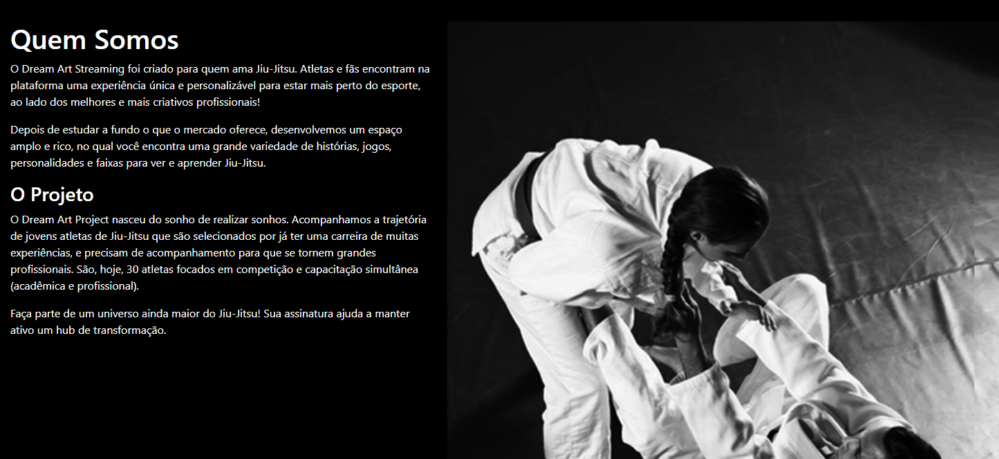 Quem Somos
O Dream Art Streaming foi criado para quem ama Jiu-Jitsu. Atletas e fãs encontram na
plataforma uma experiência única e personalizável para estar mais perto do esporte,
ao lado dos melhores e mais criativos profissionais!
Depois de estudar a fundo o que o mercado oferece, desenvolvemos um espaço
amplo e rico, no qual você encontra uma grande variedade de histórias, jogos,
personalidades e faixas para ver e aprender Jiu-Jitsu.
O Projeto
O Dream Art Project nasceu do sonho de realizar sonhos. Acompanhamos a trajetória
de jovens atletas de Jiu-Jitsu que são selecionados por já ter uma carreira de muitas
experiências, e precisam de acompanhamento para que se tornem grandes
profissionais. São, hoje, 30 atletas focados em competição e capacitação simultânea
(acadêmica e profissional).
Faça parte de um universo ainda maior do Jiu-Jitsu! Sua assinatura ajuda a manter
ativo um hub de transformação.